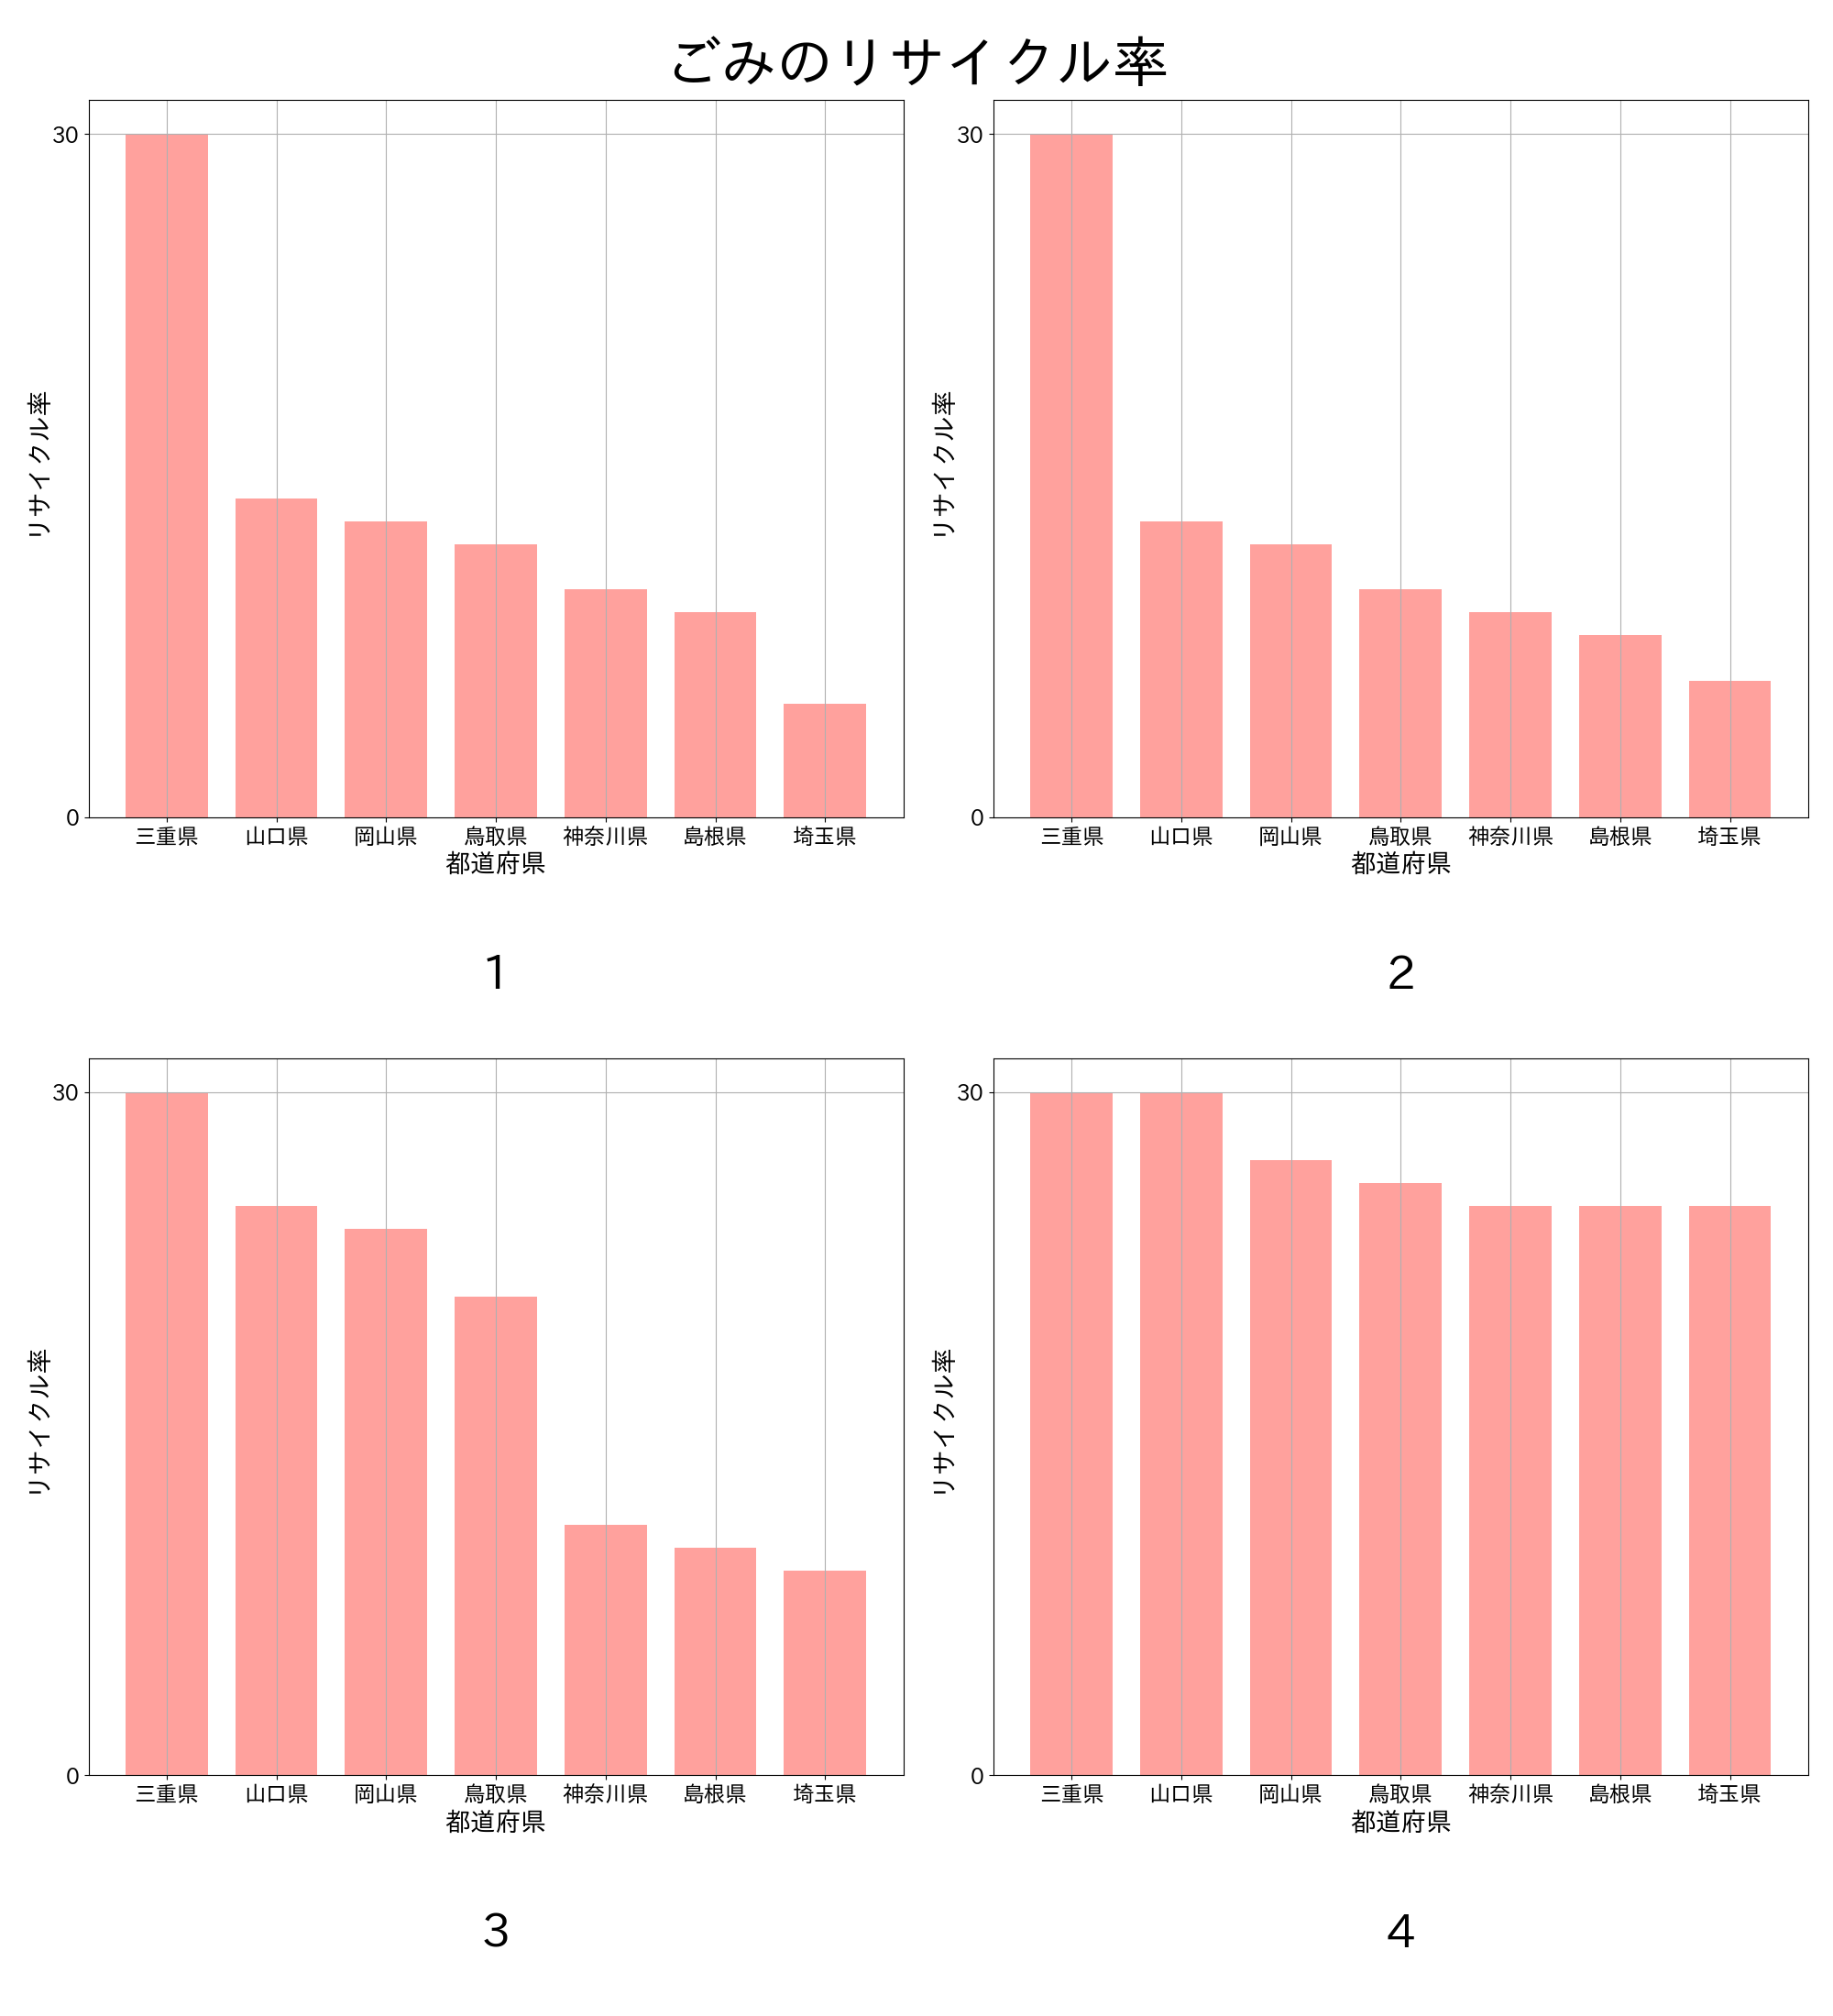 ごみのリサイクル率
30
0
リサイクル率
三重県 山口県 岡山県 鳥取県 神奈川県 島根県 埼玉県
都道府県
1
30
0
リサイクル率
三重県 山口県 岡山県 鳥取県 神奈川県 島根県 埼玉県
都道府県
2
30
0
リサイクル率
三重県 山口県 岡山県 鳥取県 神奈川県 島根県 埼玉県
都道府県
3
30
0
リサイクル率
三重県 山口県 岡山県 鳥取県 神奈川県 島根県 埼玉県
都道府県
4